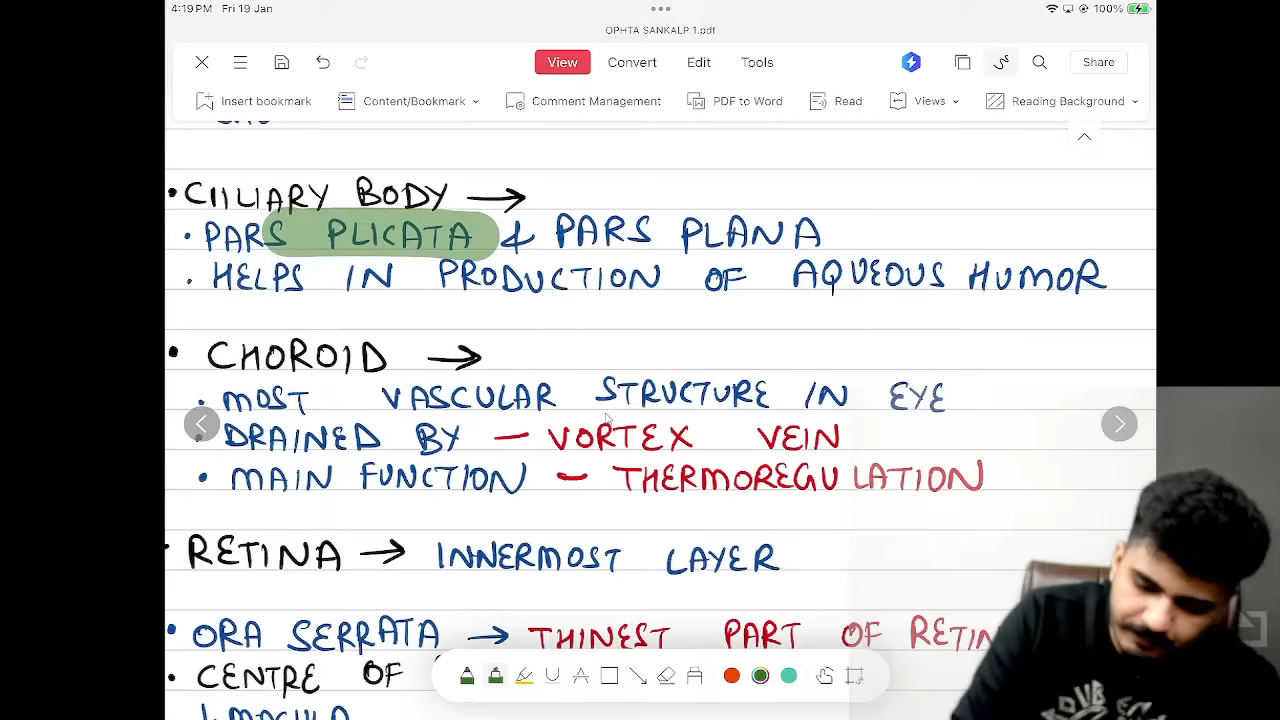 4:19 PM Fri 19 Jan 100%
OPHTA SANKALP 1.pdf
View Convert Edit Tools Share
Insert bookmark Content/Bookmark Comment Management PDF to Word Read Views Reading Background
• CIILIARY BODY →
• PARS PLICATA & PARS PLANA
• HELPS IN PRODUCTION OF AQUEOUS HUMOR
• CHOROID →
• MOST VASCULAR STRUCTURE IN EYE
• DRAINED BY — VORTEX VEIN
• MAIN FUNCTION — THERMOREGULATION
• RETINA → INNERMOST LAYER
• ORA SERRATA → THINEST PART OF RETIN
• CENTRE OF
MACULA